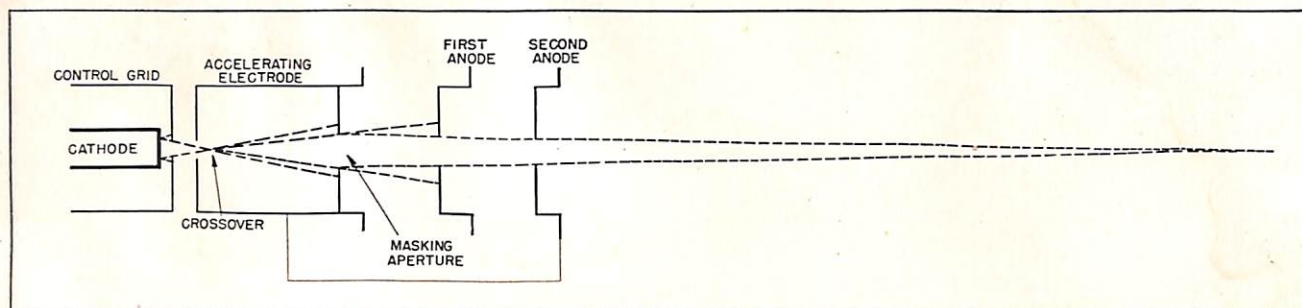 FIRST
ANODE
SECOND
ANODE
CONTROL GRID
ACCELERATING
ELECTRODE
CATHODE
CROSSOVER
MASKING
APERTURE